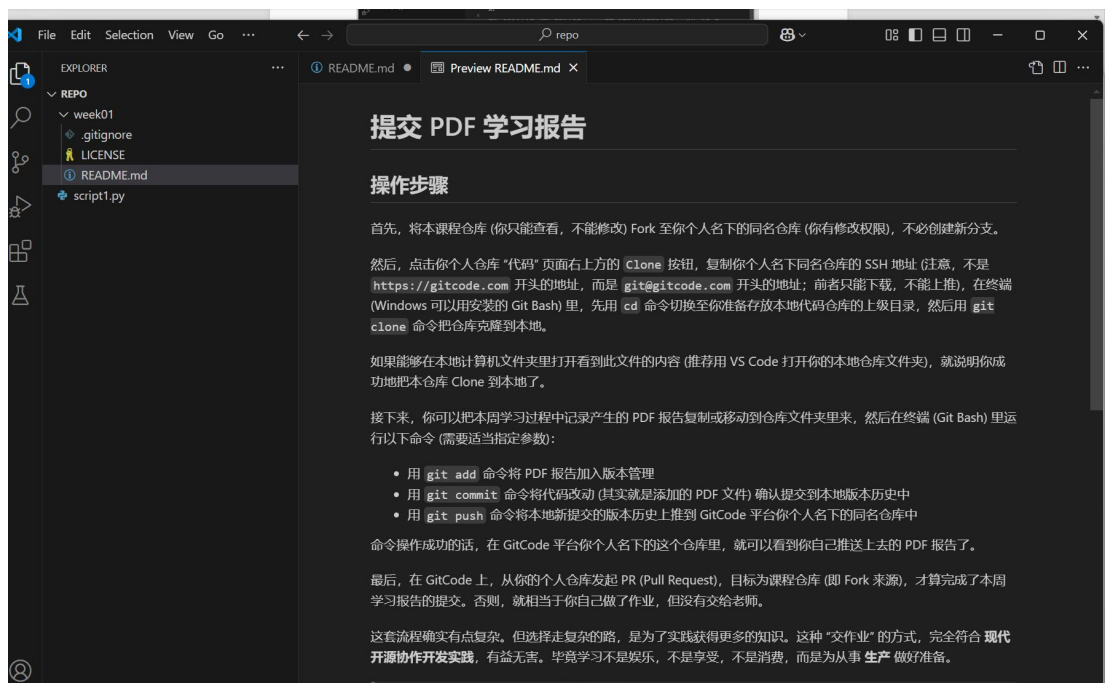 File Edit Selection View Go ···
repo
EXPLORER
README.md
Preview README.md
REPO
week01
.gitignore
LICENSE
README.md
script1.py
1
提交 PDF 学习报告
操作步骤
首先，将本课程仓库 (你只能查看，不能修改) Fork 至你个人名下的同名仓库 (你有修改权限)，不必创建新分支。
然后，点击你个人仓库 “代码” 页面右上方的 Clone 按钮，复制你个人名下同名仓库的 SSH 地址 (注意，不是
https://gitcode.com 开头的地址，而是 git@gitcode.com 开头的地址；前者只能下载，不能上推)，在终端
(Windows 可以用安装的 Git Bash) 里，先用 cd 命令切换至你准备存放本地代码仓库的上级目录，然后用 git
clone 命令把仓库克隆到本地。
如果能够在本地计算机文件夹里打开看到此文件的内容 (推荐用 VS Code 打开你的本地仓库文件夹)，就说明你成
功地把本仓库 Clone 到本地了。
接下来，你可以把本周学习过程中记录产生的 PDF 报告复制或移动到仓库文件夹里来，然后在终端 (Git Bash) 里运
行以下命令 (需要适当指定参数)：
• 用 git add 命令将 PDF 报告加入版本管理
• 用 git commit 命令将代码改动 (其实就是添加的 PDF 文件) 确认提交到本地版本历史中
• 用 git push 命令将本地新提交的版本历史上推到 GitCode 平台你个人名下的同名仓库中
命令操作成功的话，在 GitCode 平台你个人名下的这个仓库里，就可以看到你自己推送上去的 PDF 报告了。
最后，在 GitCode 上，从你的个人仓库发起 PR (Pull Request)，目标为课程仓库 (即 Fork 来源)，才算完成了本周
学习报告的提交。否则，就相当于你自己做了作业，但没有交给老师。
这套流程确实有点复杂。但选择走复杂的路，是为了实践获得更多的知识。这种 “交作业” 的方式，完全符合 现代
开源协作开发实践，有益无害。毕竟学习不是娱乐，不是享受，不是消费，而是为从事 生产 做好准备。